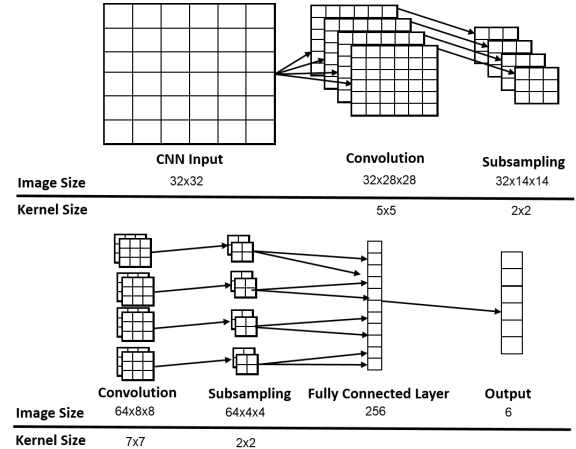 CNN Input Convolution Subsampling
Image Size 32x32 32x28x28 32x14x14
Kernel Size 5x5 2x2
Convolution Subsampling Fully Connected Layer Output
Image Size 64x8x8 64x4x4 256 6
Kernel Size 7x7 2x2